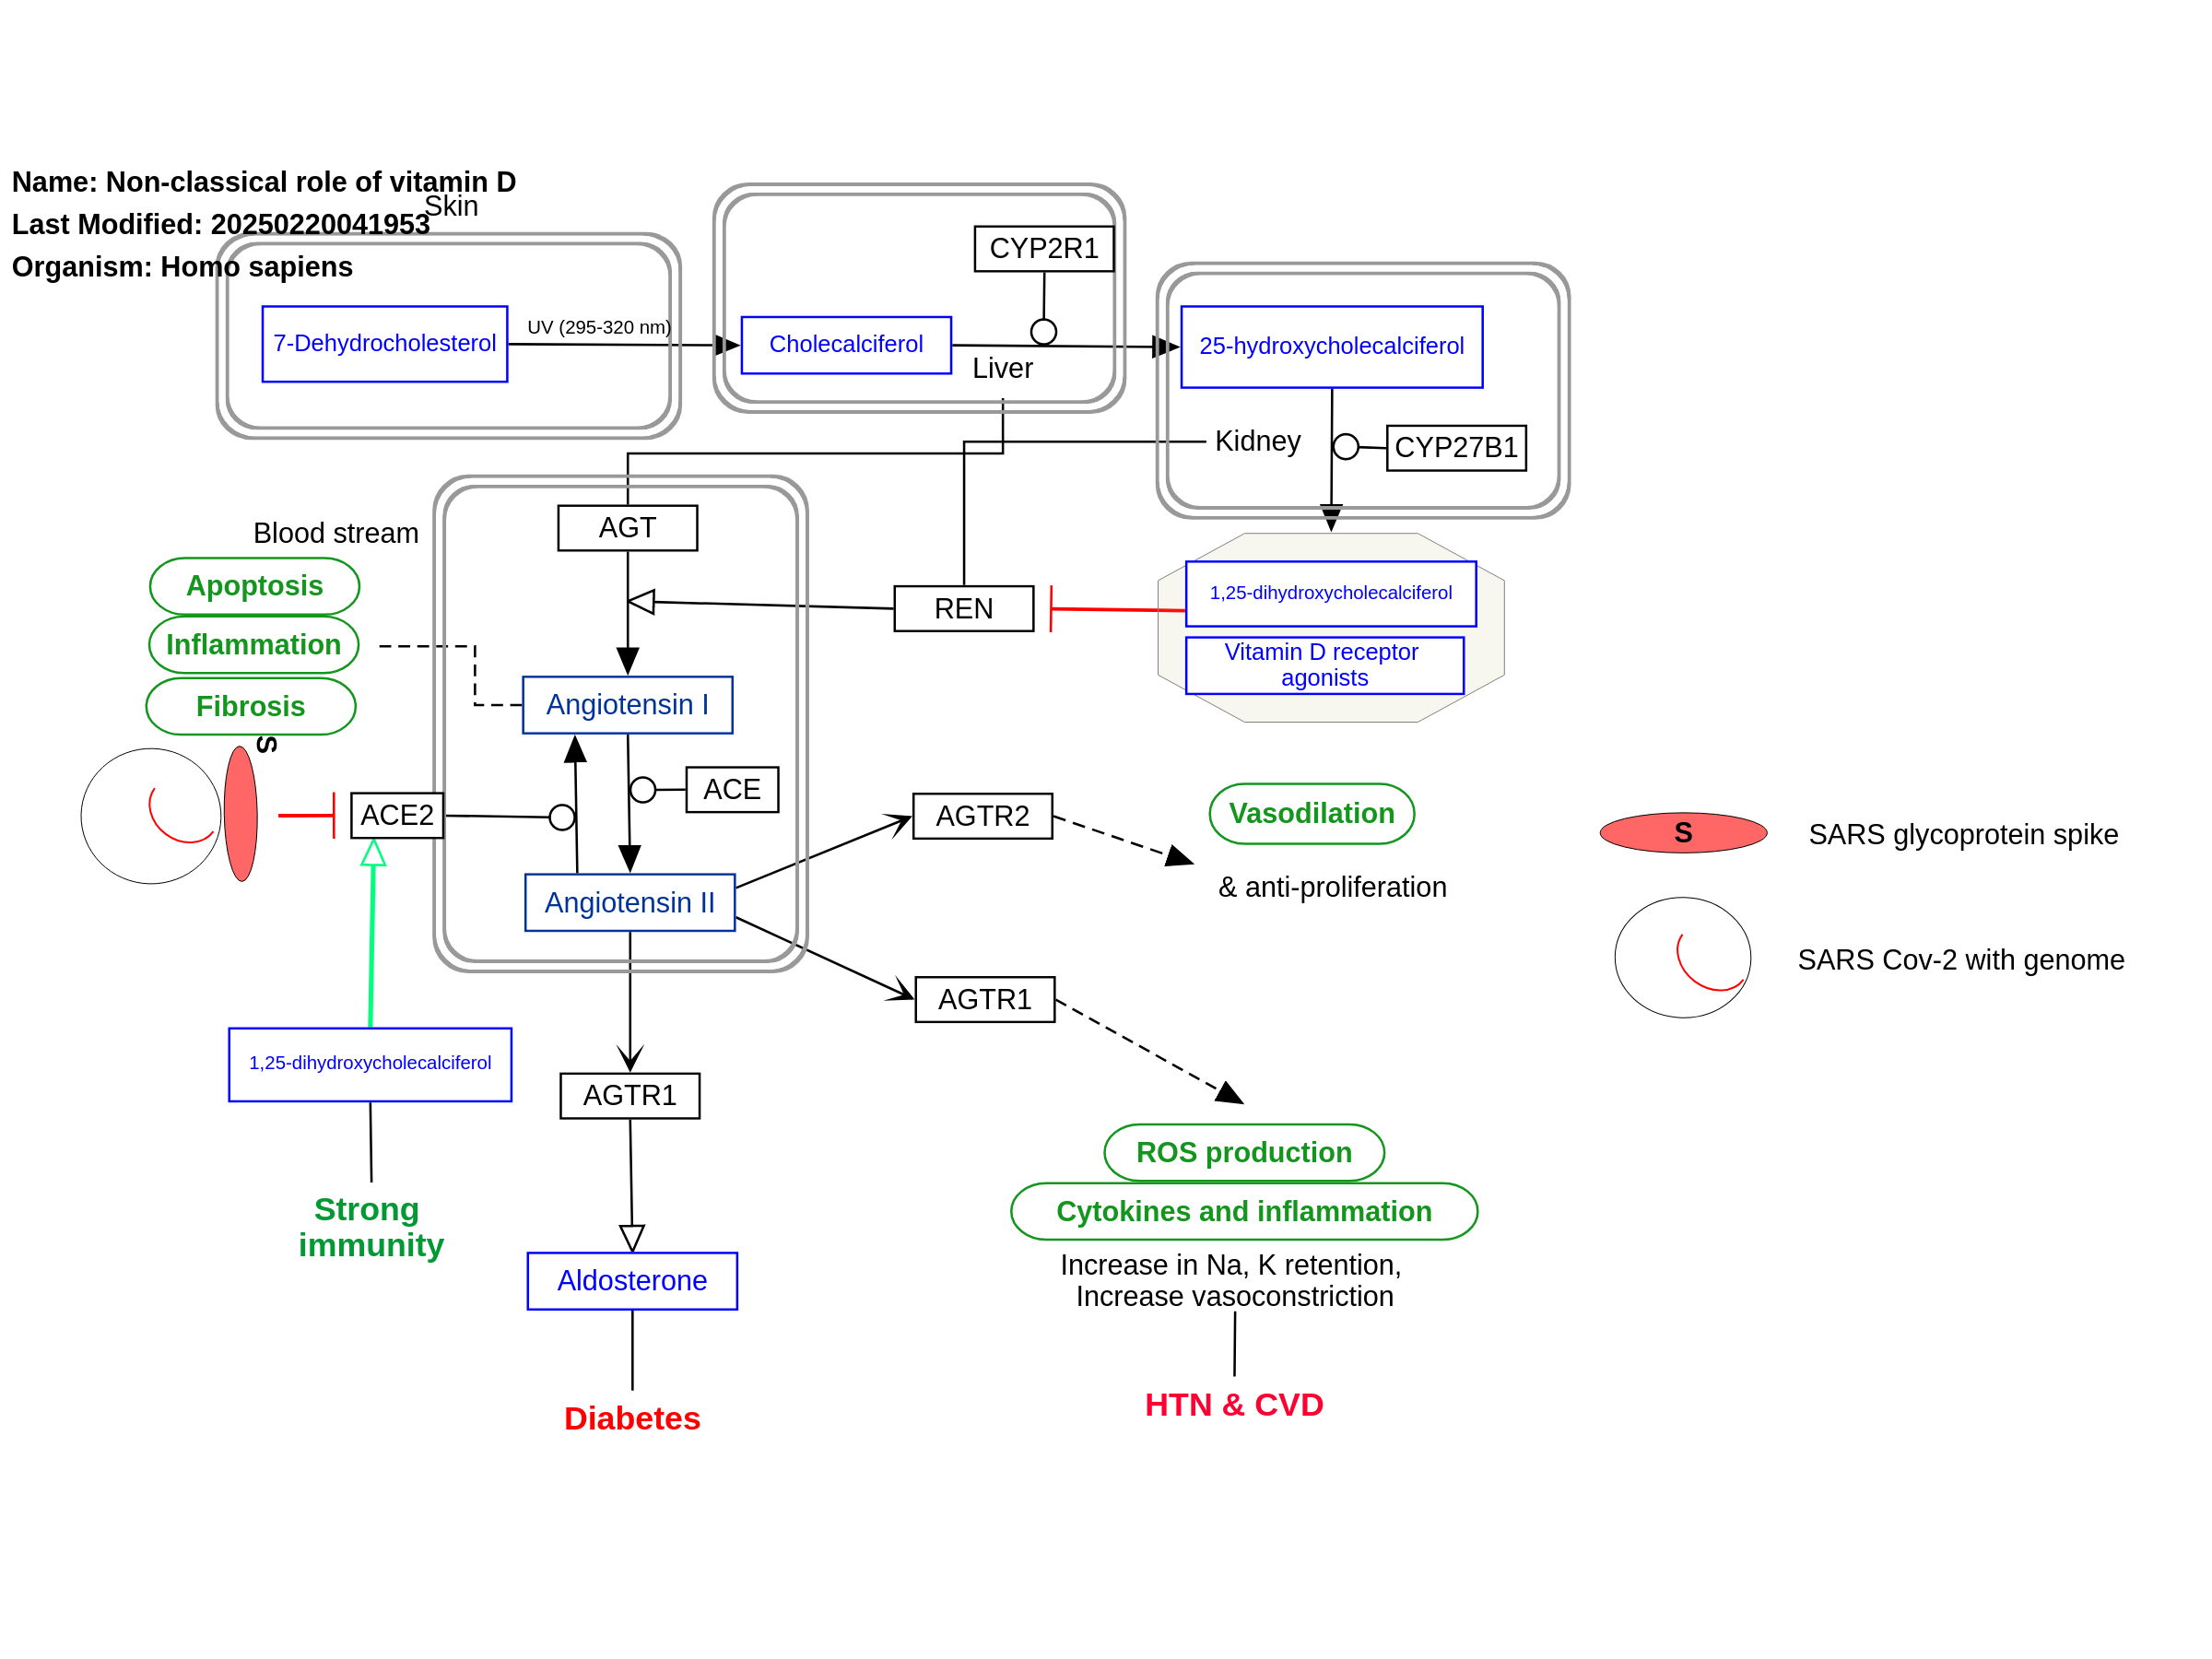 Name: Non-classical role of vitamin D
Skin
Last Modified: 20250220041953
Organism: Homo sapiens
CYP2R1
7-Dehydrocholesterol
UV (295-320 nm)
Cholecalciferol
25-hydroxycholecalciferol
Liver
Kidney
CYP27B1
Blood stream
AGT
Apoptosis
Inflammation
Fibrosis
REN
1,25-dihydroxycholecalciferol
Vitamin D receptor
agonists
Angiotensin I
S
ACE
ACE2
AGTR2
Vasodilation
& anti-proliferation
S
SARS glycoprotein spike
Angiotensin II
SARS Cov-2 with genome
AGTR1
1,25-dihydroxycholecalciferol
AGTR1
ROS production
Cytokines and inflammation
Strong
immunity
Increase in Na, K retention,
Increase vasoconstriction
Aldosterone
HTN & CVD
Diabetes